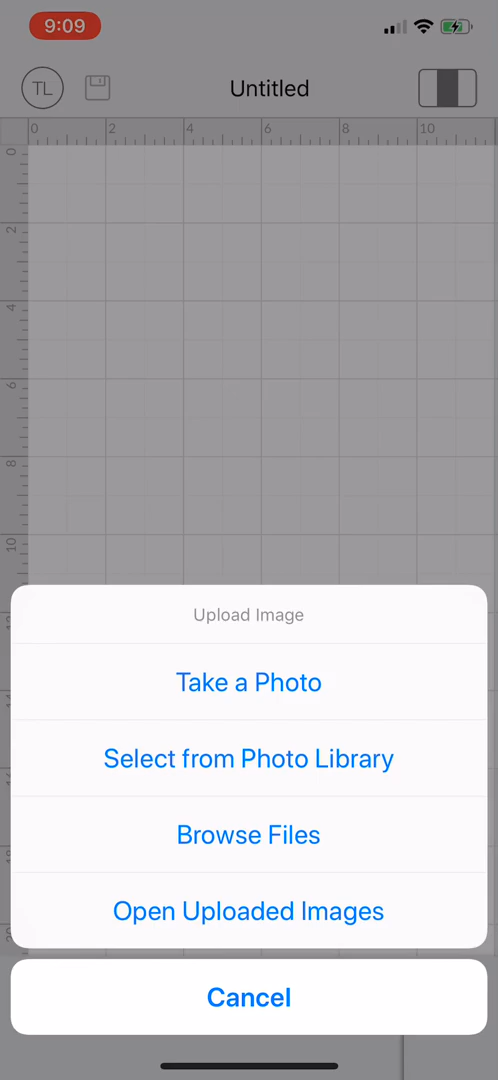 9:09
TL
Untitled
0 2 4 6 8 10
0
2
4
6
8
10
Upload Image
Take a Photo
Select from Photo Library
Browse Files
Open Uploaded Images
Cancel